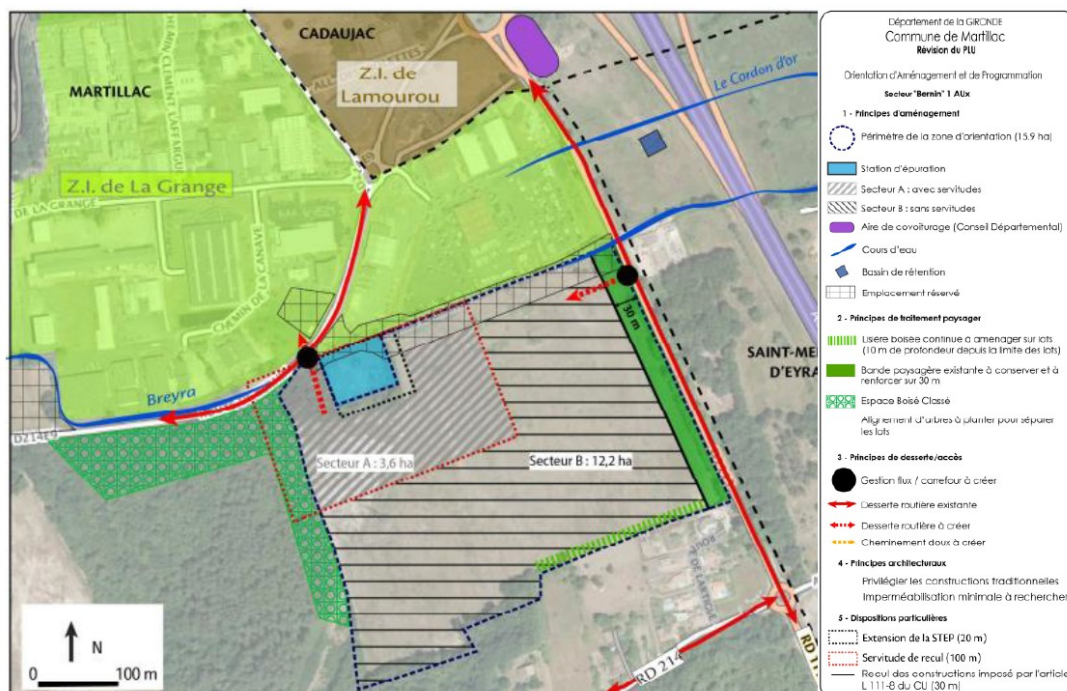 CADAUJAC
Z.I. de
Lamourou
MARTILLAC
CHEMIN CLEMENT LAFFARGUE
Le Cordon d'or
Z.I. de La Grange
DE LA GRANGE
CHEMIN DE LA CANAVE
30 m
SAINT-ME
D'EYRA
Breyra
Secteur A : 3,6 ha
Secteur B : 12,2 ha
N
0 100 m
RD 214
RD 11
Département de la GIRONDE
Commune de Martillac
Révision du PLU
Orientation d'Aménagement et de Programmation
Secteur "Bernin" 1 AUx
1 - Principes d'aménagement
Périmètre de la zone d'orientation (15.9 ha)
Station d'épuration
Secteur A : avec servitudes
Secteur B : sans servitudes
Aire de covoiturage (Conseil Départemental)
Cours d'eau
Bassin de rétention
Emplacement réservé
2 - Principes de traitement paysager
Lisère boisée continue à aménager sur lots
(10 m de profondeur depuis la limite des lots)
Bande paysagère existante à conserver et à
renforcer sur 30 m
Espace Boisé Classé
Alignement d'arbres à planter pour séparer
les lots
3 - Principes de desserte/accès
Gestion flux / carrefour à créer
Desserte routière existante
Desserte routière à créer
Cheminement doux à créer
4 - Principes architecturaux
Privilégier les constructions traditionnelles
Imperméabilisation minimale à rechercher
5 - Dispositions particulières
Extension de la STEP (20 m)
Servitude de recul (100 m)
Recul des constructions imposé par l'article
L 111-8 du CU (30 m)